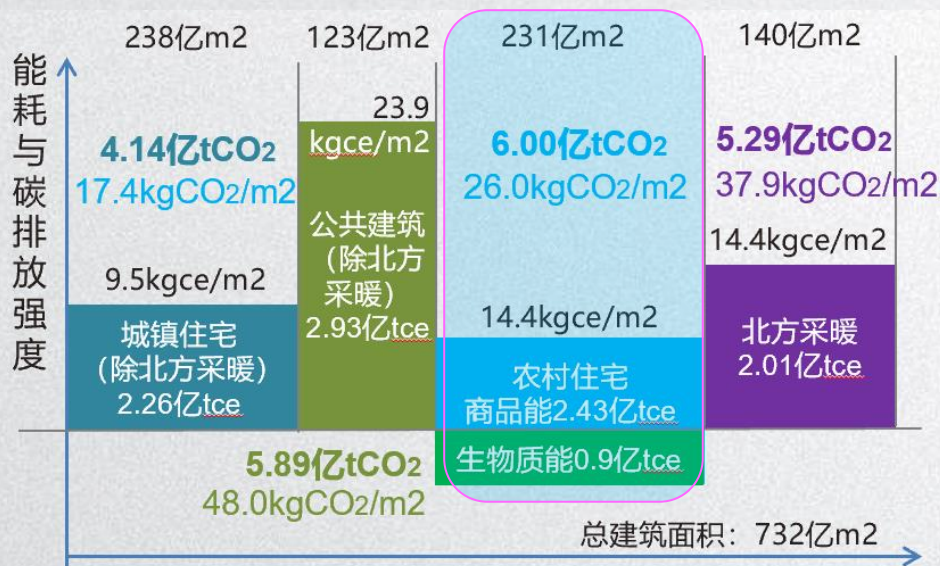 238亿m2
123亿m2
231亿m2
140亿m2
能耗与碳排放强度
4.14亿tCO2
17.4kgCO2/m2
9.5kgce/m2
城镇住宅
(除北方采暖)
2.26亿tce
23.9
kgce/m2
公共建筑
(除北方
采暖)
2.93亿tce
5.89亿tCO2
48.0kgCO2/m2
6.00亿tCO2
26.0kgCO2/m2
14.4kgce/m2
农村住宅
商品能2.43亿tce
生物质能0.9亿tce
5.29亿tCO2
37.9kgCO2/m2
14.4kgce/m2
北方采暖
2.01亿tce
总建筑面积：732亿m2